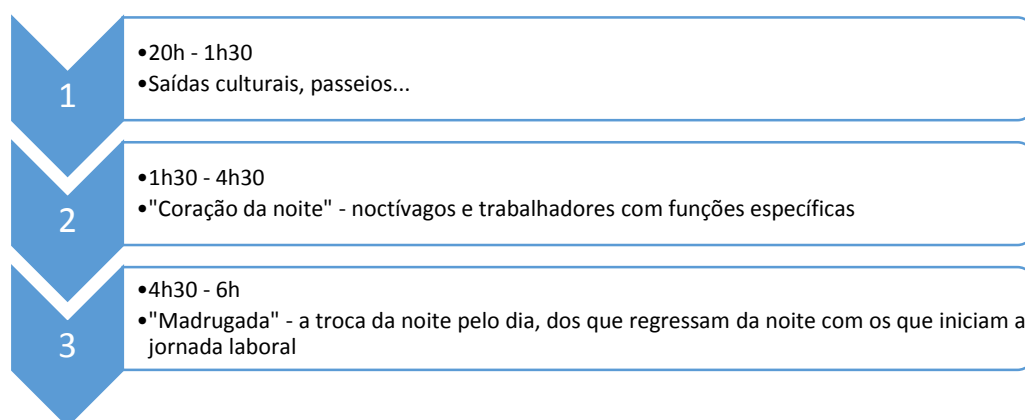 1
•20h - 1h30
•Saídas culturais, passeios...
2
•1h30 - 4h30
•"Coração da noite" - noctívagos e trabalhadores com funções específicas
3
•4h30 - 6h
•"Madrugada" - a troca da noite pelo dia, dos que regressam da noite com os que iniciam a
jornada laboral